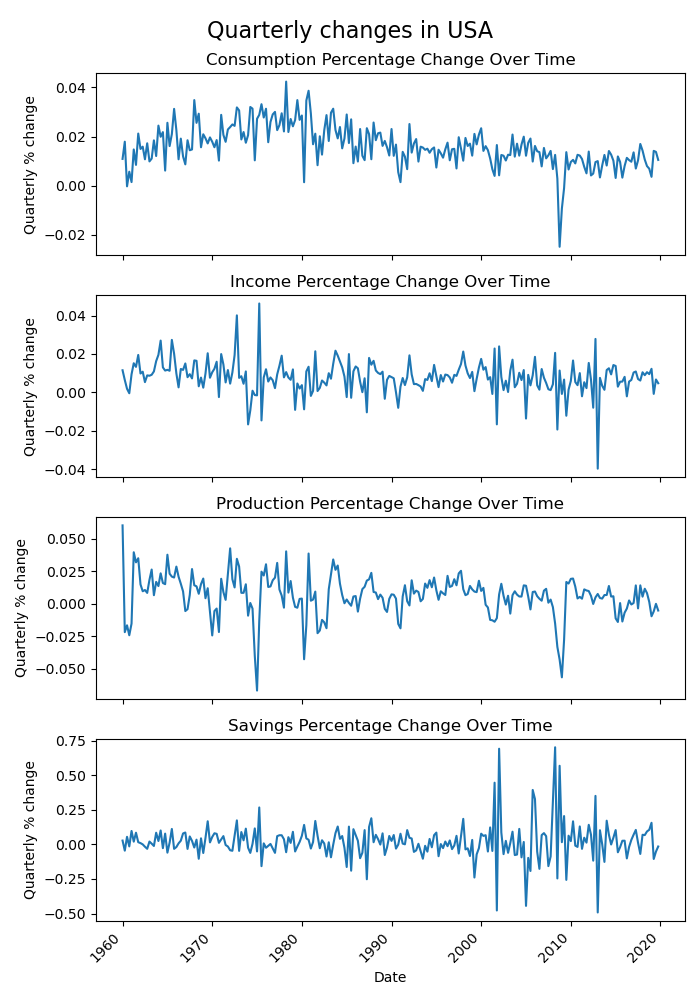 Quarterly changes in USA
Consumption Percentage Change Over Time
Quarterly % change
0.04
0.02
0.00
−0.02
Income Percentage Change Over Time
Quarterly % change
0.04
0.02
0.00
−0.02
−0.04
Production Percentage Change Over Time
Quarterly % change
0.050
0.025
0.000
−0.025
−0.050
Savings Percentage Change Over Time
Quarterly % change
0.75
0.50
0.25
0.00
−0.25
−0.50
1960 1970 1980 1990 2000 2010 2020
Date